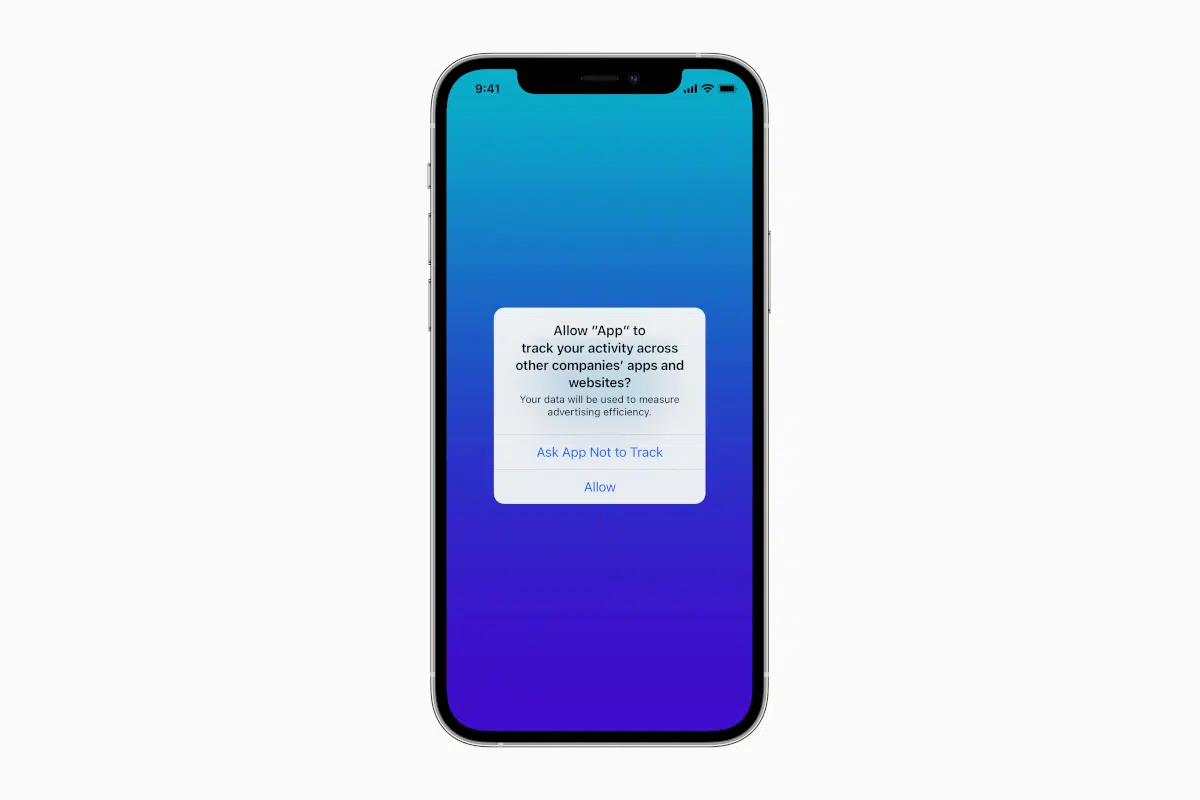 9:41
Allow ”App“ to
track your activity across
other companies’ apps and
websites?
Your data will be used to measure
advertising efficiency.
Ask App Not to Track
Allow